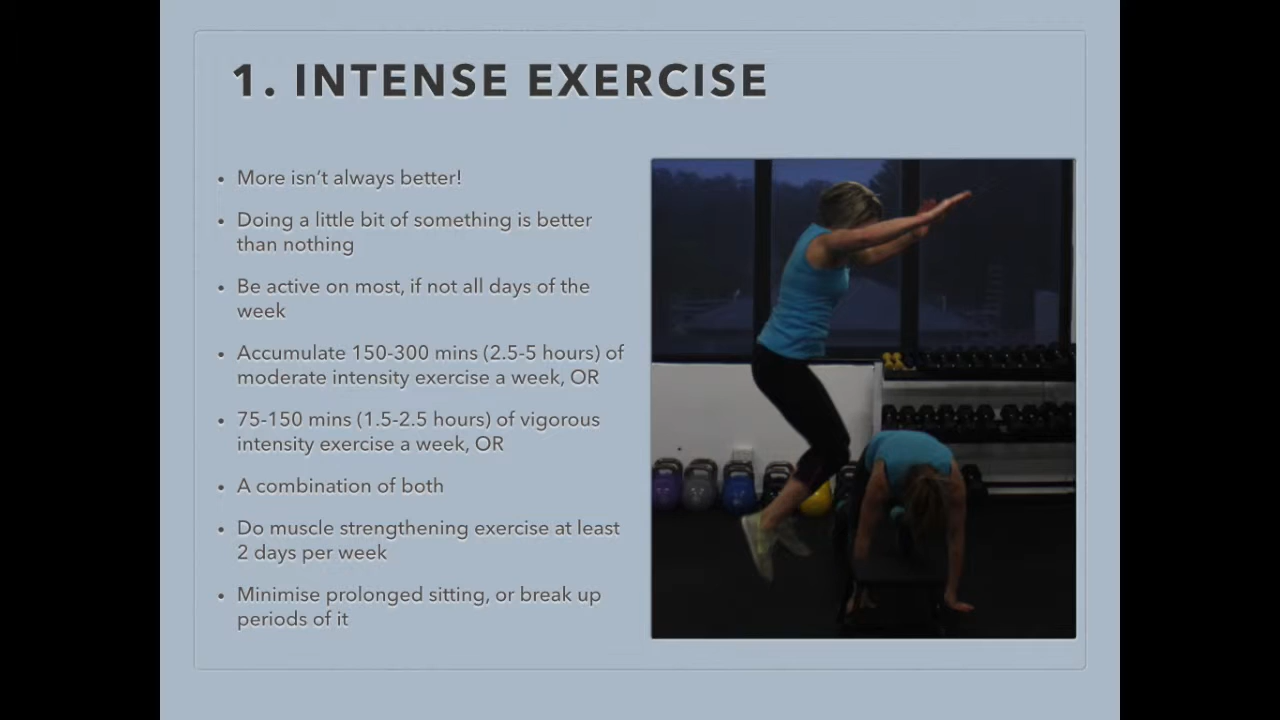 1. INTENSE EXERCISE
• More isn't always better!
• Doing a little bit of something is better
than nothing
• Be active on most, if not all days of the
week
• Accumulate 150-300 mins (2.5-5 hours) of
moderate intensity exercise a week, OR
• 75-150 mins (1.5-2.5 hours) of vigorous
intensity exercise a week, OR
• A combination of both
• Do muscle strengthening exercise at least
2 days per week
• Minimise prolonged sitting, or break up
periods of it